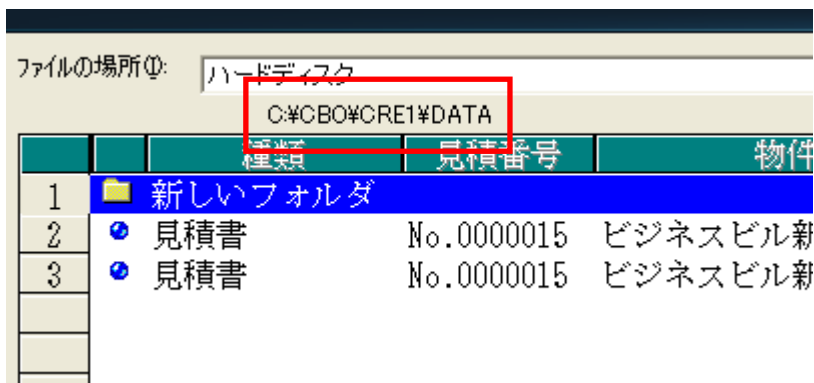 ファイルの場所(I): ハードディスク
C:¥CBO¥CRE1¥DATA
種類 見積番号 物件
1 新しいフォルダ
2 見積書 No.0000015 ビジネスビル新
3 見積書 No.0000015 ビジネスビル新